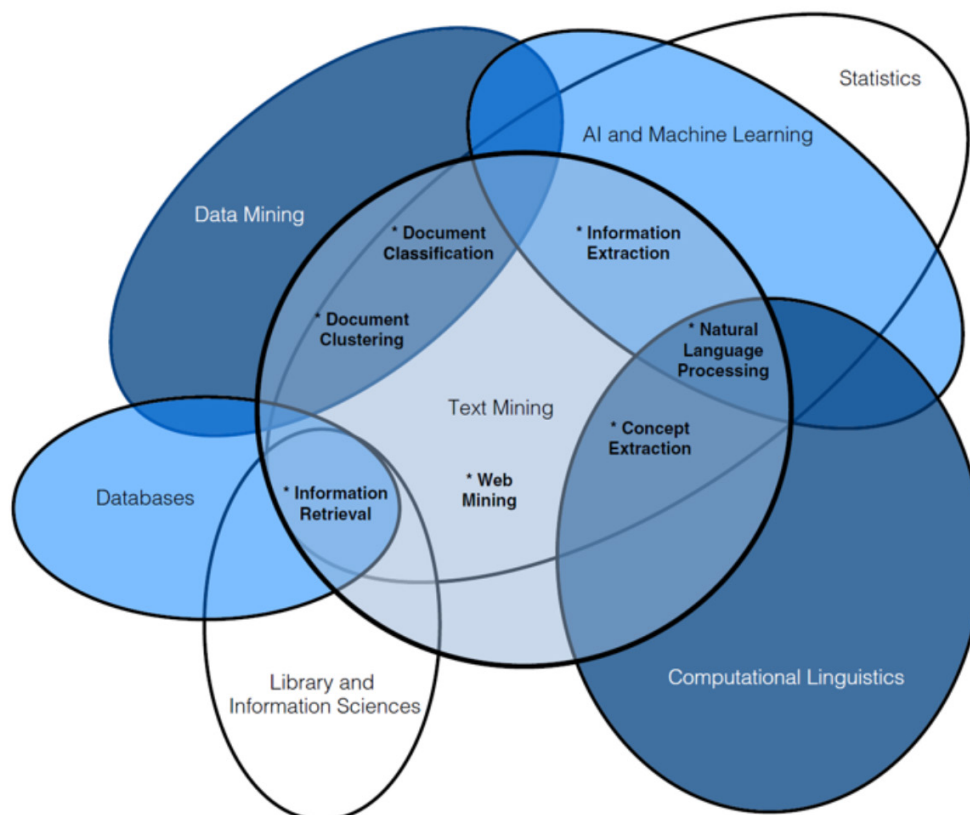 Statistics
AI and Machine Learning
Data Mining
* Document
Classification
* Information
Extraction
* Document
Clustering
* Natural
Language
Processing
Text Mining
* Concept
Extraction
* Web
Mining
Databases
* Information
Retrieval
Library and
Information Sciences
Computational Linguistics